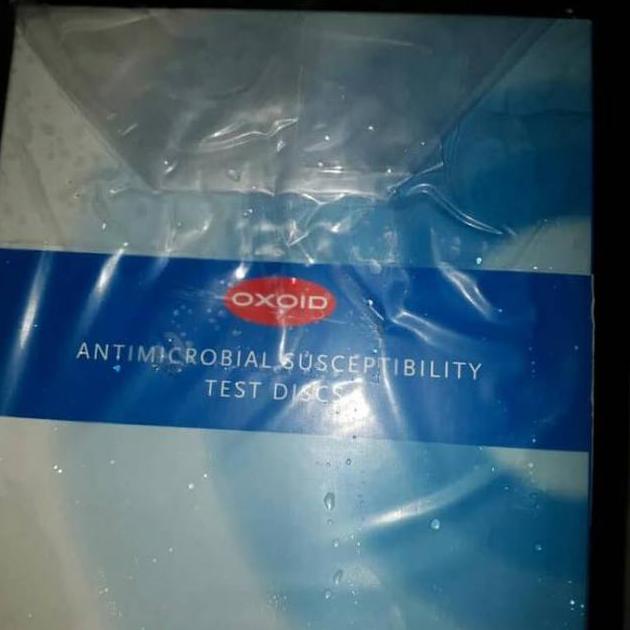 OXOID
ANTIMICROBIAL SUSCEPTIBILITY
TEST DISCS